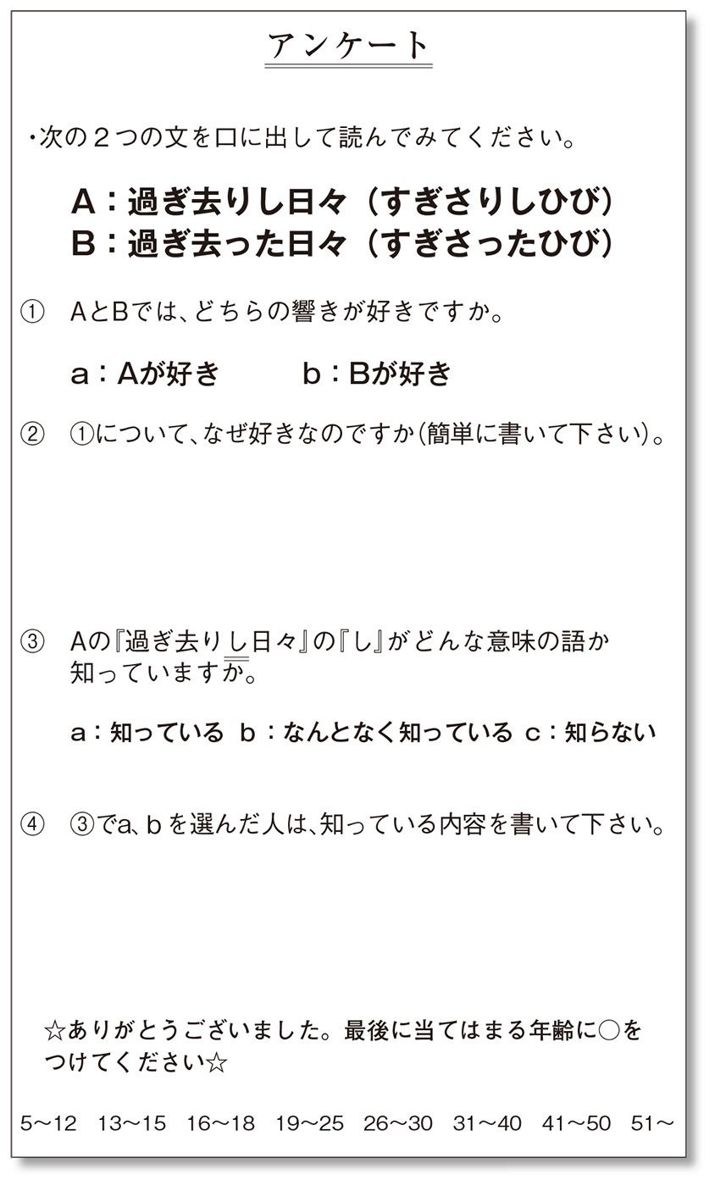 アンケート
・次の２つの文を口に出して読んでみてください。
A：過ぎ去りし日々（すぎさりしひび）
B：過ぎ去った日々（すぎさったひび）
① AとBでは、どちらの響きが好きですか。
a：Aが好き b：Bが好き
② ①について、なぜ好きなのですか（簡単に書いて下さい）。
③ Aの『過ぎ去りし日々』の『し』がどんな意味の語か
知っていますか。
a：知っている b：なんとなく知っている c：知らない
④ ③でa、bを選んだ人は、知っている内容を書いて下さい。
☆ありがとうございました。最後に当てはまる年齢に○を
つけてください☆
5〜12 13〜15 16〜18 19〜25 26〜30 31〜40 41〜50 51〜